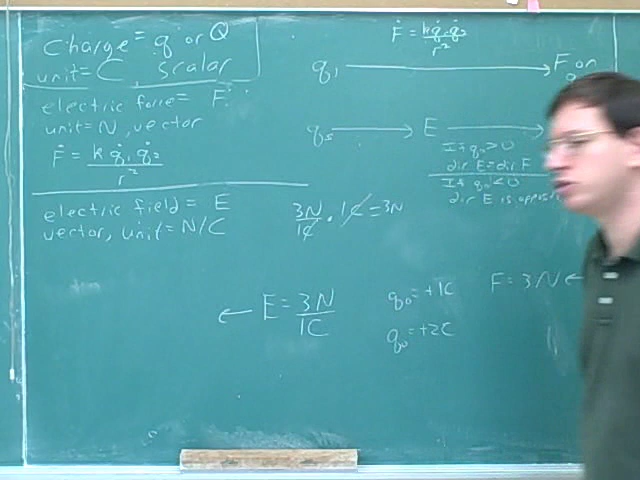 Charge = q or Q
unit = C, scalar
electric force = F
unit = N, vector
F = k q₁ q₂
r²
electric field = E
vector, unit = N/C
F = k q₁ q₂
r²
q₁ → F on
qₛ → E →
If q₀ > 0
dir E = dir F
If q₀ < 0
dir E is
3N/1C · 1C = 3N
← E = 3N
1C
q₀ = +1C
q₀ = +2C
F = 3N ←